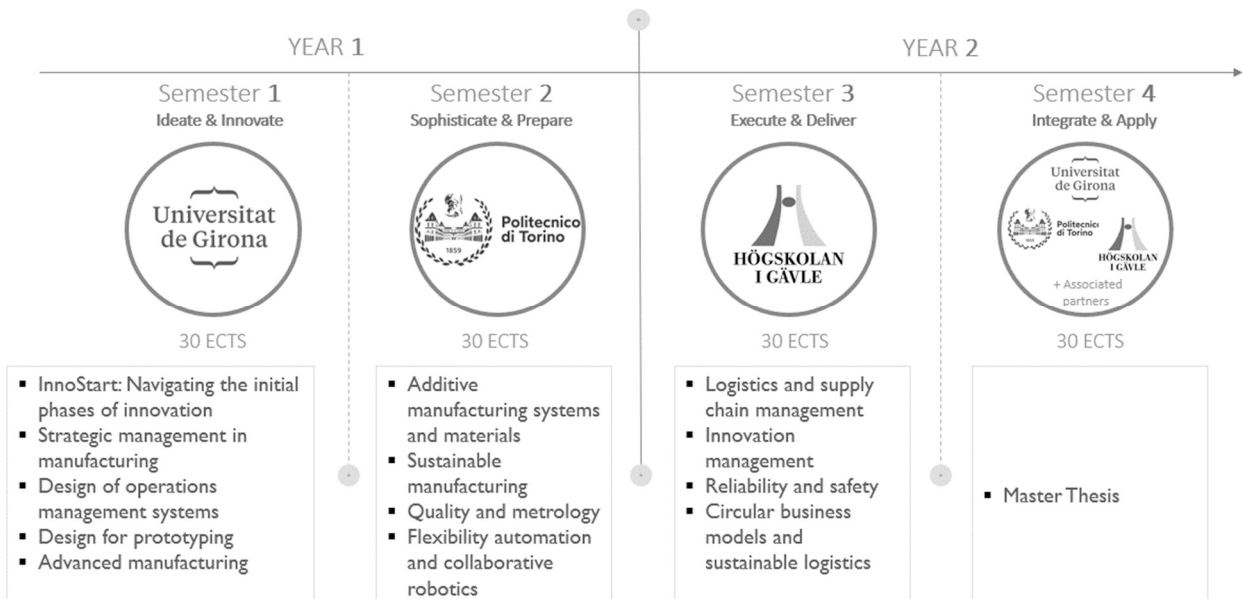 YEAR 1
YEAR 2
Semester 1
Ideate & Innovate
Semester 2
Sophisticate & Prepare
Semester 3
Execute & Deliver
Semester 4
Integrate & Apply
Universitat
de Girona
1859
Politecnico
di Torino
HÖGSKOLAN
I GÄVLE
Universitat
de Girona
1859
Politecnico
di Torino
HÖGSKOLAN
I GÄVLE
+ Associated
partners
30 ECTS
30 ECTS
30 ECTS
30 ECTS
▪ InnoStart: Navigating the initial
phases of innovation
▪ Strategic management in
manufacturing
▪ Design of operations
management systems
▪ Design for prototyping
▪ Advanced manufacturing
▪ Additive
manufacturing systems
and materials
▪ Sustainable
manufacturing
▪ Quality and metrology
▪ Flexibility automation
and collaborative
robotics
▪ Logistics and supply
chain management
▪ Innovation
management
▪ Reliability and safety
▪ Circular business
models and
sustainable logistics
▪ Master Thesis